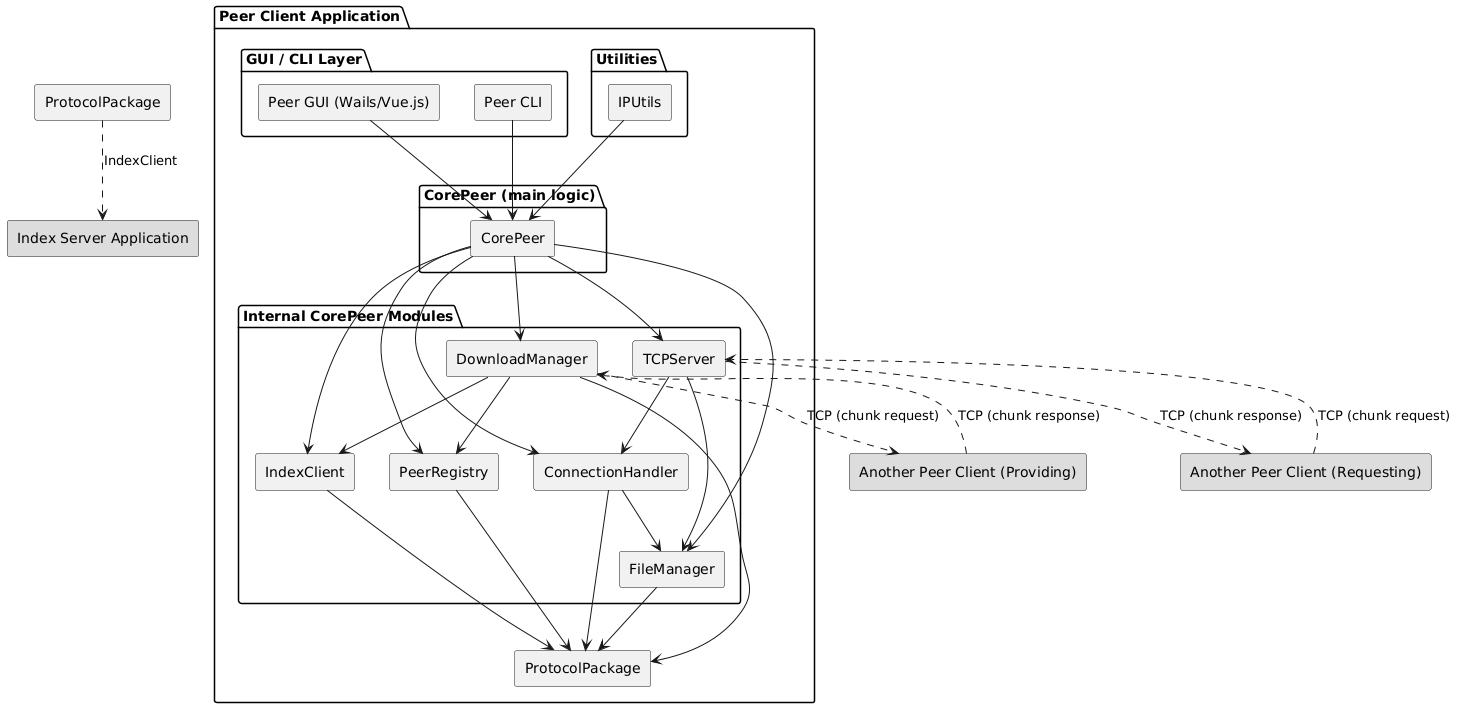 Peer Client Application
GUI / CLI Layer
Utilities
ProtocolPackage
Peer GUI (Wails/Vue.js)
Peer CLI
IPUtils
IndexClient
CorePeer (main logic)
Index Server Application
CorePeer
Internal CorePeer Modules
DownloadManager
TCPServer
TCP (chunk request)
TCP (chunk response)
TCP (chunk response)
TCP (chunk request)
IndexClient
PeerRegistry
ConnectionHandler
Another Peer Client (Providing)
Another Peer Client (Requesting)
FileManager
ProtocolPackage